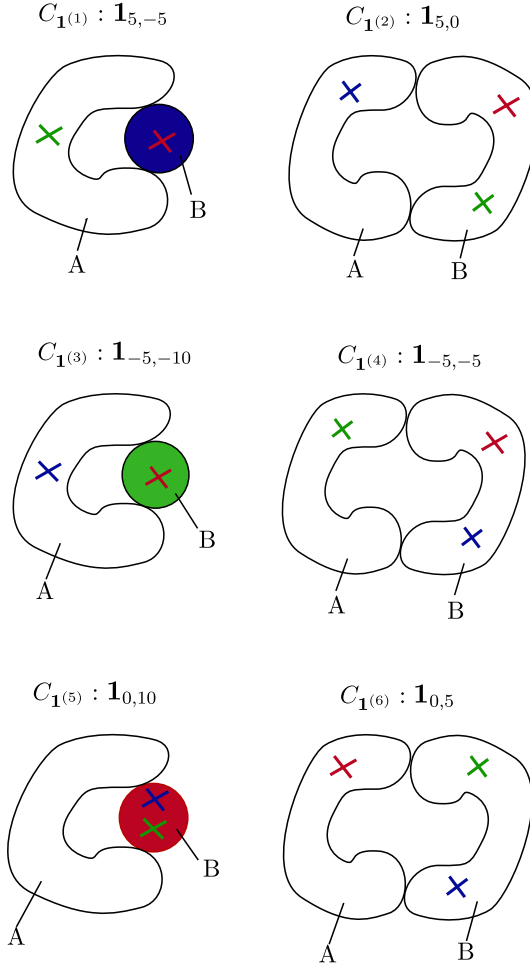 C_{𝟏^{(1)}} : 𝟏_{5,−5}
C_{𝟏^{(2)}} : 𝟏_{5,0}
B
A
A
B
C_{𝟏^{(3)}} : 𝟏_{−5,−10}
C_{𝟏^{(4)}} : 𝟏_{−5,−5}
B
A
A
B
C_{𝟏^{(5)}} : 𝟏_{0,10}
C_{𝟏^{(6)}} : 𝟏_{0,5}
B
A
A
B